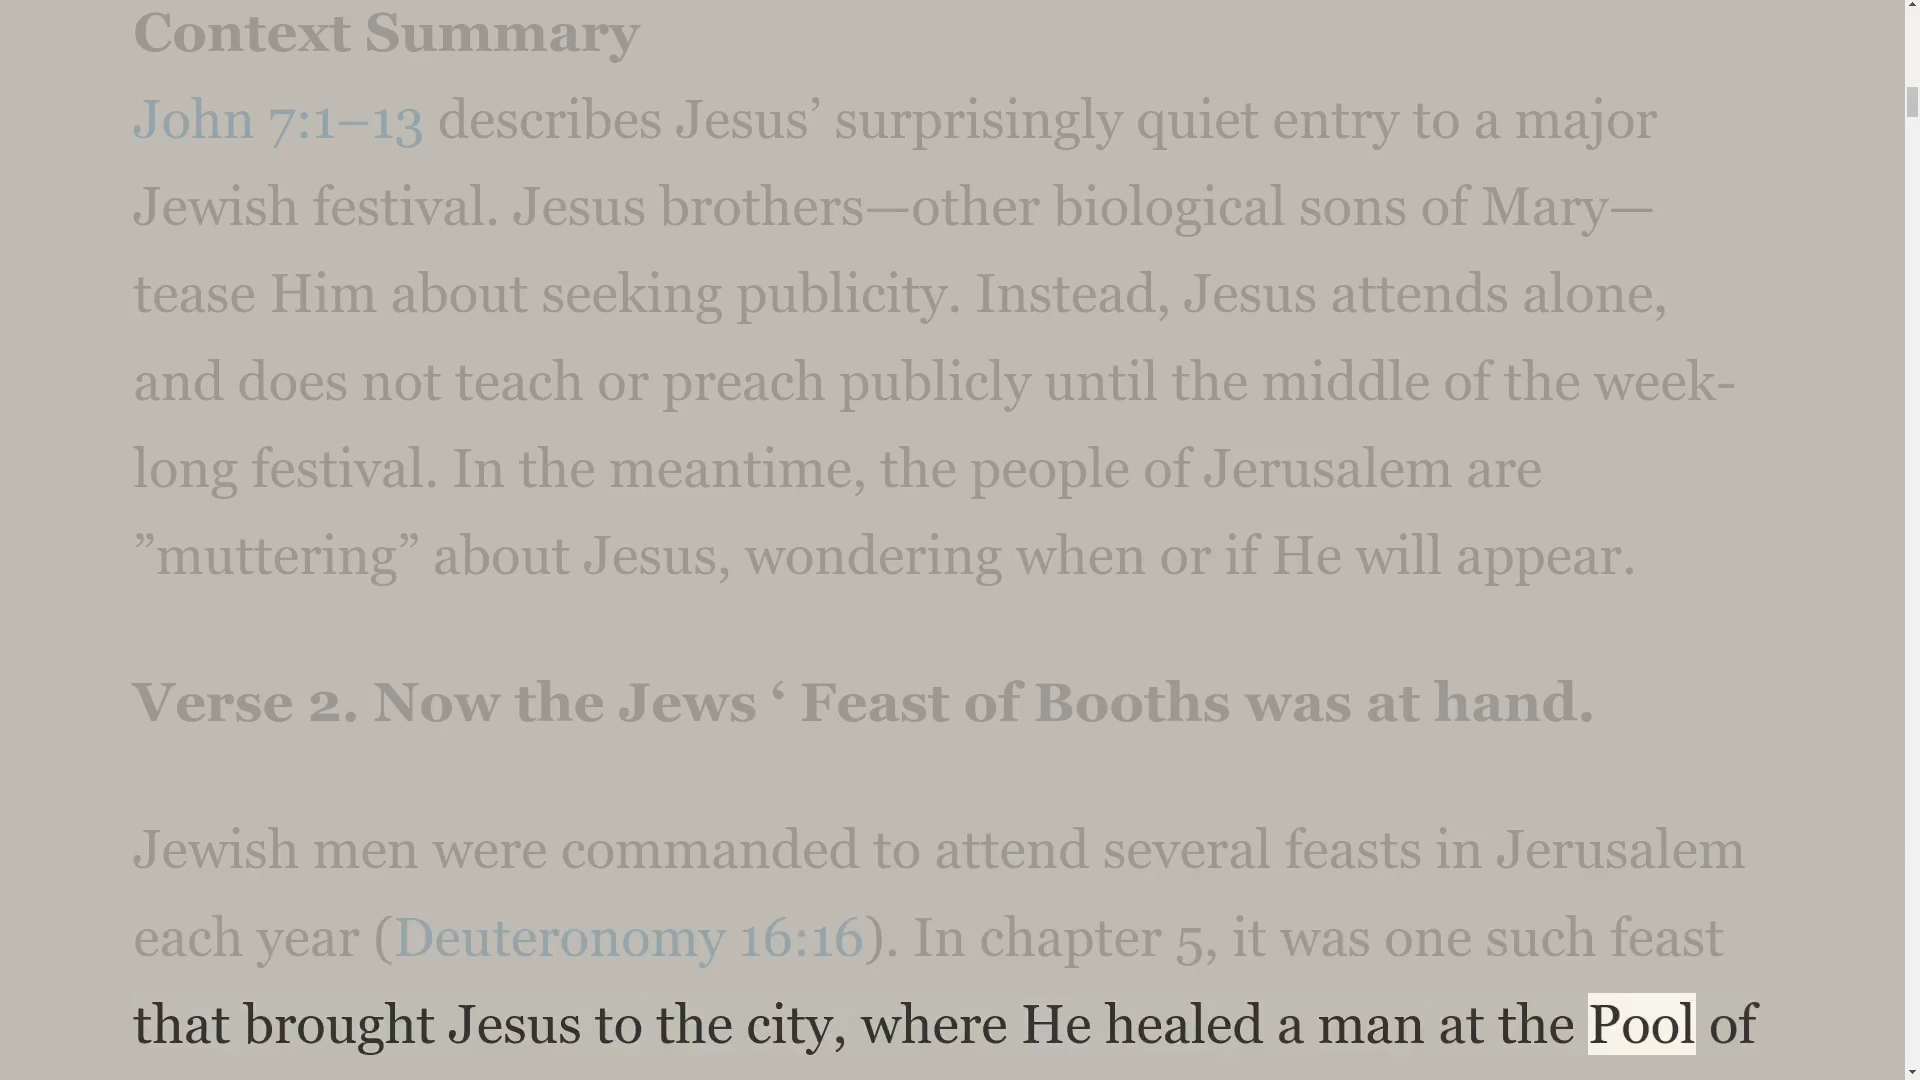 Context Summary
John 7:1–13 describes Jesus’ surprisingly quiet entry to a major
Jewish festival. Jesus brothers—other biological sons of Mary—
tease Him about seeking publicity. Instead, Jesus attends alone,
and does not teach or preach publicly until the middle of the week-
long festival. In the meantime, the people of Jerusalem are
”muttering” about Jesus, wondering when or if He will appear.
Verse 2. Now the Jews ‘ Feast of Booths was at hand.
Jewish men were commanded to attend several feasts in Jerusalem
each year (Deuteronomy 16:16). In chapter 5, it was one such feast
that brought Jesus to the city, where He healed a man at the Pool of